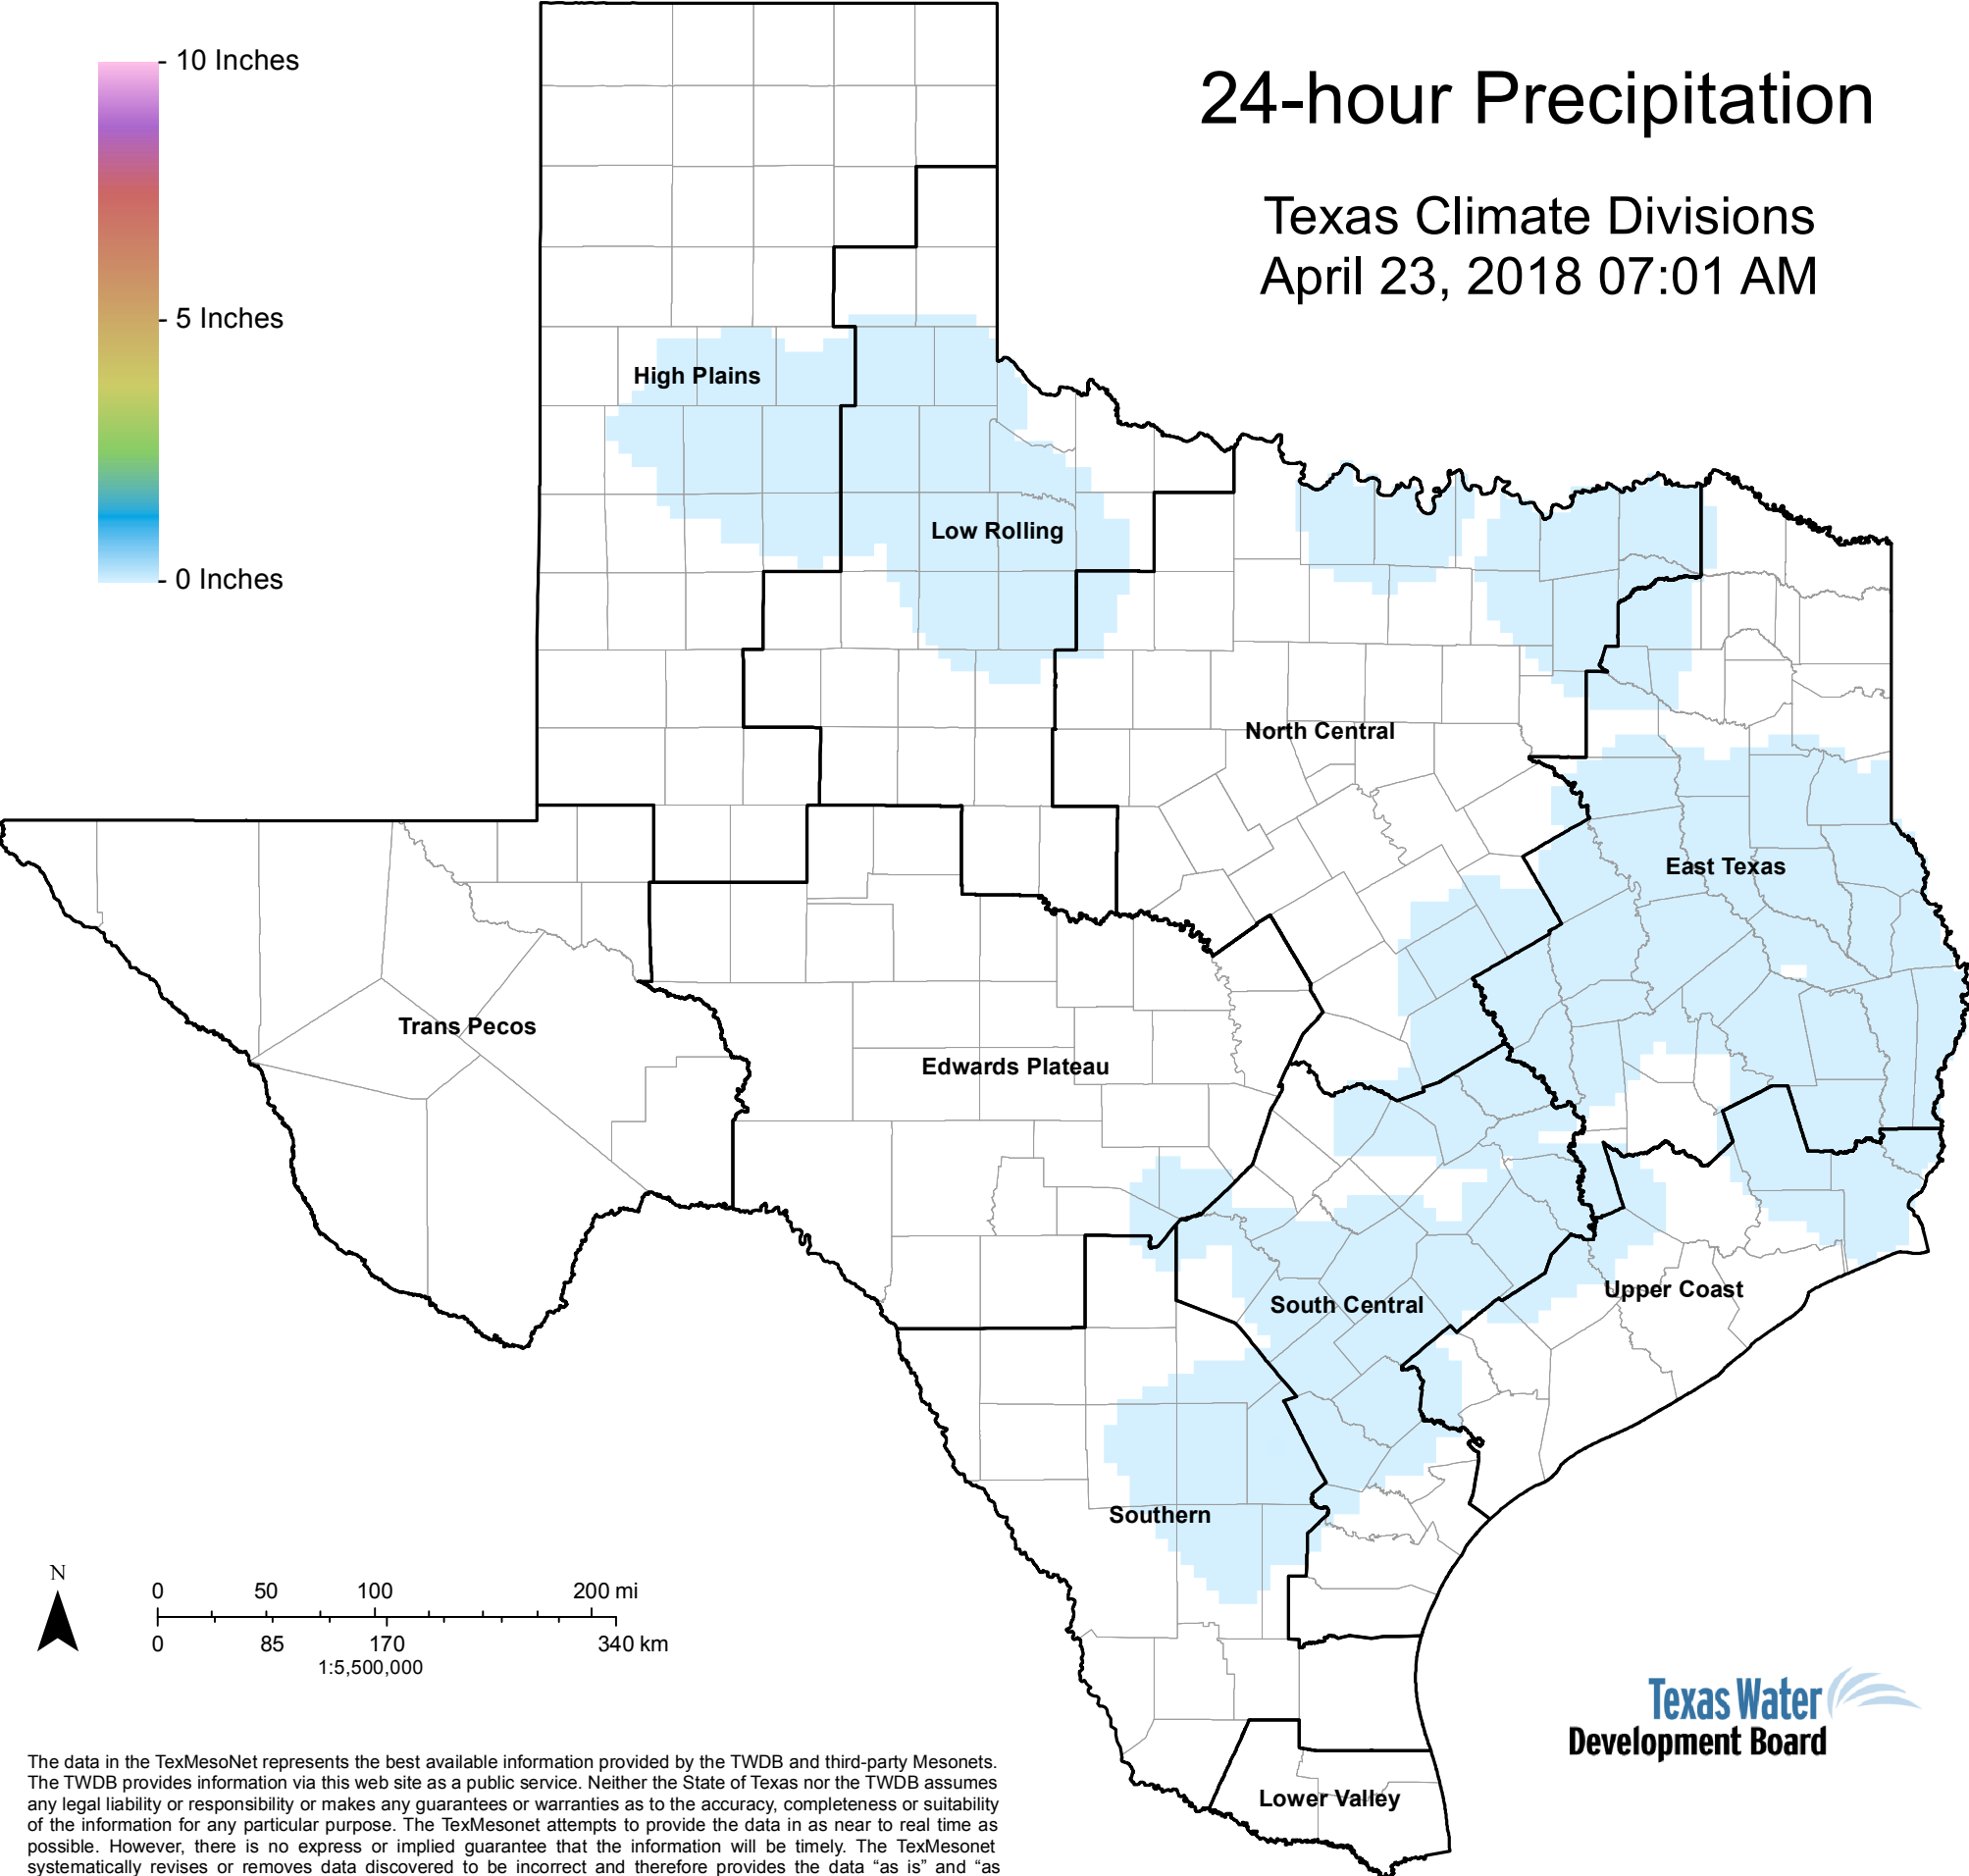 10 Inches
5 Inches
0 Inches
24-hour Precipitation
Texas Climate Divisions
April 23, 2018 07:01 AM
High Plains
Low Rolling
North Central
East Texas
Trans Pecos
Edwards Plateau
South Central
Upper Coast
Southern
Lower Valley
N
0 50 100 200 mi
0 85 170 340 km
1:5,500,000
Texas Water
Development Board
The data in the TexMesoNet represents the best available information provided by the TWDB and third-party Mesonets.
The TWDB provides information via this web site as a public service. Neither the State of Texas nor the TWDB assumes
any legal liability or responsibility or makes any guarantees or warranties as to the accuracy, completeness or suitability
of the information for any particular purpose. The TexMesonet attempts to provide the data in as near to real time as
possible. However, there is no express or implied guarantee that the information will be timely. The TexMesonet
systematically revises or removes data discovered to be incorrect and therefore provides the data “as is” and “as